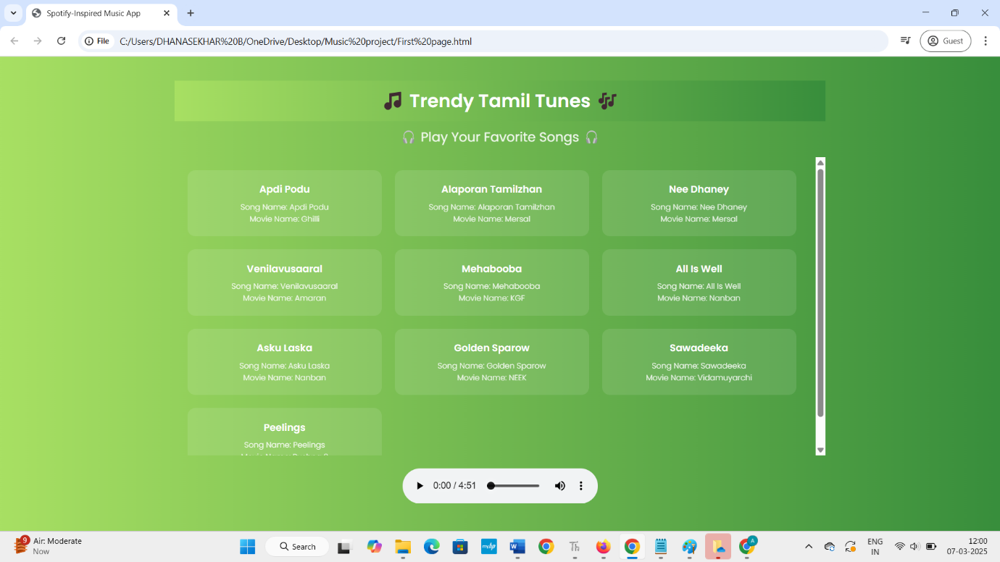 Spotify-Inspired Music App
File
C:/Users/DHANASEKHAR%20B/OneDrive/Desktop/Music%20project/First%20page.html
Guest
Trendy Tamil Tunes
Play Your Favorite Songs
Apdi Podu
Song Name: Apdi Podu
Movie Name: Ghilli
Alaporan Tamilzhan
Song Name: Alaporan Tamilzhan
Movie Name: Mersal
Nee Dhaney
Song Name: Nee Dhaney
Movie Name: Mersal
Venilavusaaral
Song Name: Venilavusaaral
Movie Name: Amaran
Mehabooba
Song Name: Mehabooba
Movie Name: KGF
All Is Well
Song Name: All Is Well
Movie Name: Nanban
Asku Laska
Song Name: Asku Laska
Movie Name: Nanban
Golden Sparow
Song Name: Golden Sparow
Movie Name: NEEK
Sawadeeka
Song Name: Sawadeeka
Movie Name: Vidamuyarchi
Peelings
Song Name: Peelings
0:00 / 4:51
9
Air: Moderate
Now
Search
myhp
Th
A
ENG
IN
12:00
07-03-2025